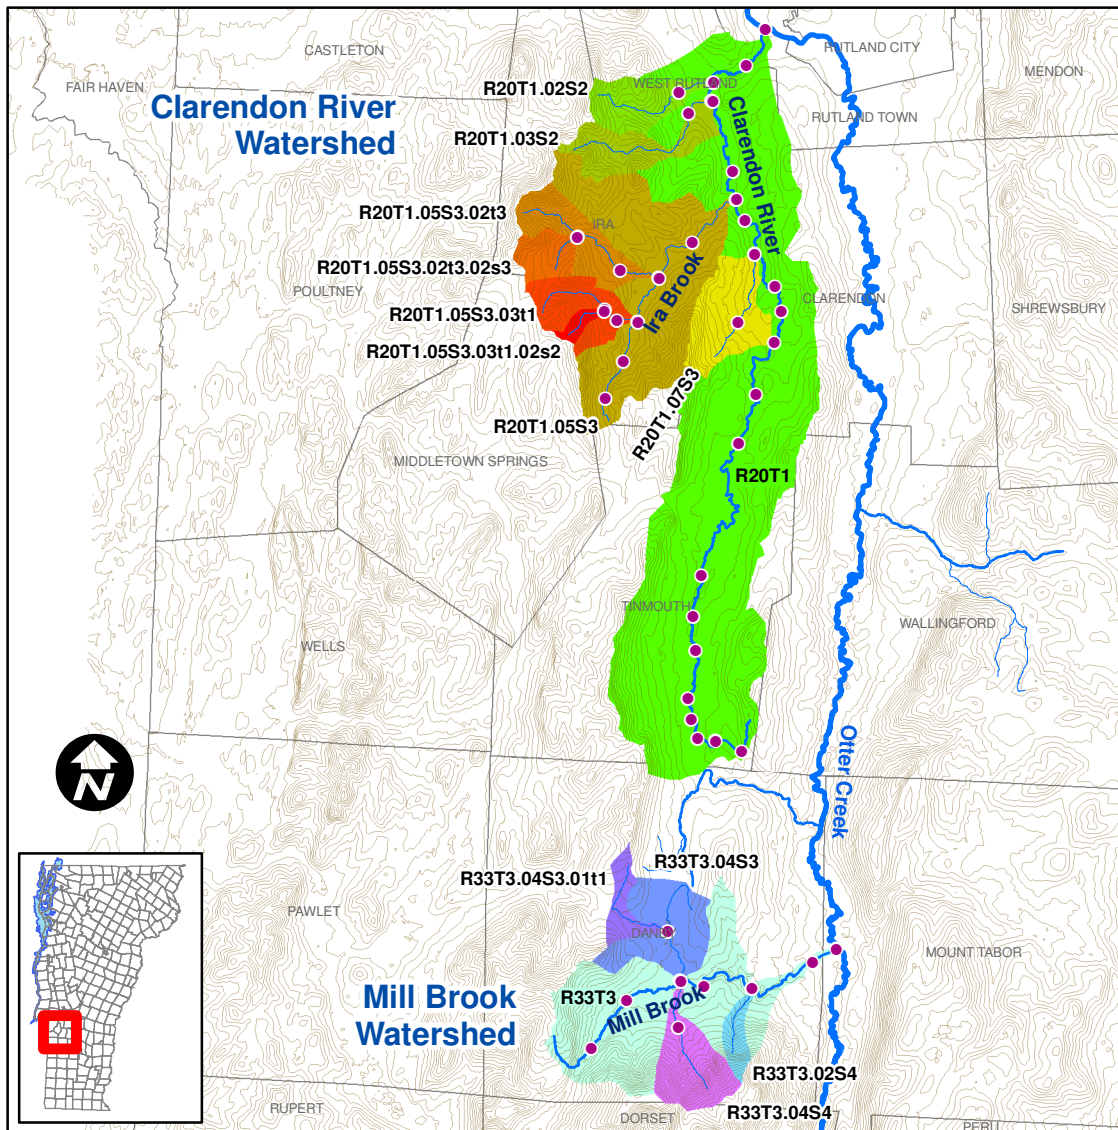 CASTLETON
RUTLAND CITY
FAIR HAVEN
MENDON
WEST RUTLAND
R20T1.02S2
Clarendon River
Watershed
RUTLAND TOWN
R20T1.03S2
Clarendon River
R20T1.05S3.02t3
IRA
R20T1.05S3.02t3.02s3
POULTNEY
CLARENDON
SHREWSBURY
Ira Brook
R20T1.05S3.03t1
R20T1.05S3.03t1.02s2
R20T1.07S3
R20T1.05S3
MIDDLETOWN SPRINGS
R20T1
TINMOUTH
WALLINGFORD
WELLS
Otter Creek
N
R33T3.04S3
R33T3.04S3.01t1
PAWLET
DANBY
MOUNT TABOR
Mill Brook
Watershed
R33T3
Mill Brook
R33T3.02S4
R33T3.04S4
RUPERT
DORSET
PERU